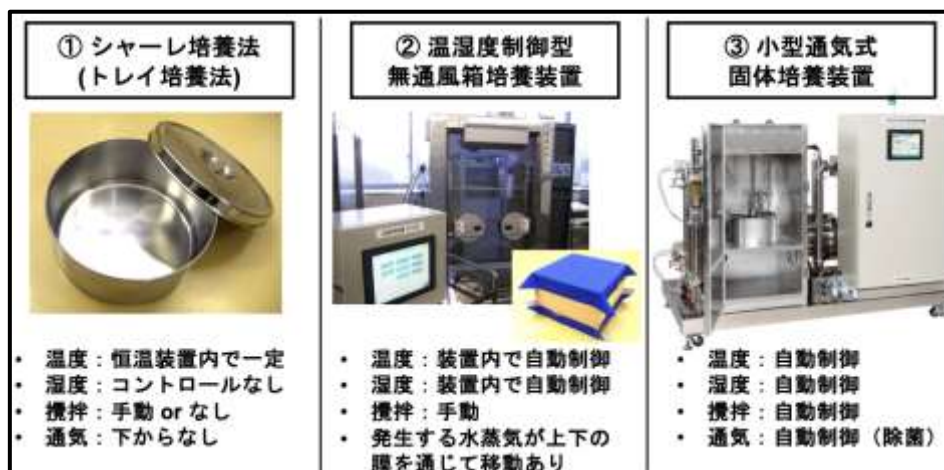 ① シャーレ培養法
(トレイ培養法)
• 温度：恒温装置内で一定
• 湿度：コントロールなし
• 攪拌：手動 or なし
• 通気：下からなし
② 温湿度制御型
無通風箱培養装置
• 温度：装置内で自動制御
• 湿度：装置内で自動制御
• 攪拌：手動
• 発生する水蒸気が上下の
膜を通じて移動あり
③ 小型通気式
固体培養装置
• 温度：自動制御
• 湿度：自動制御
• 攪拌：自動制御
• 通気：自動制御（除菌）